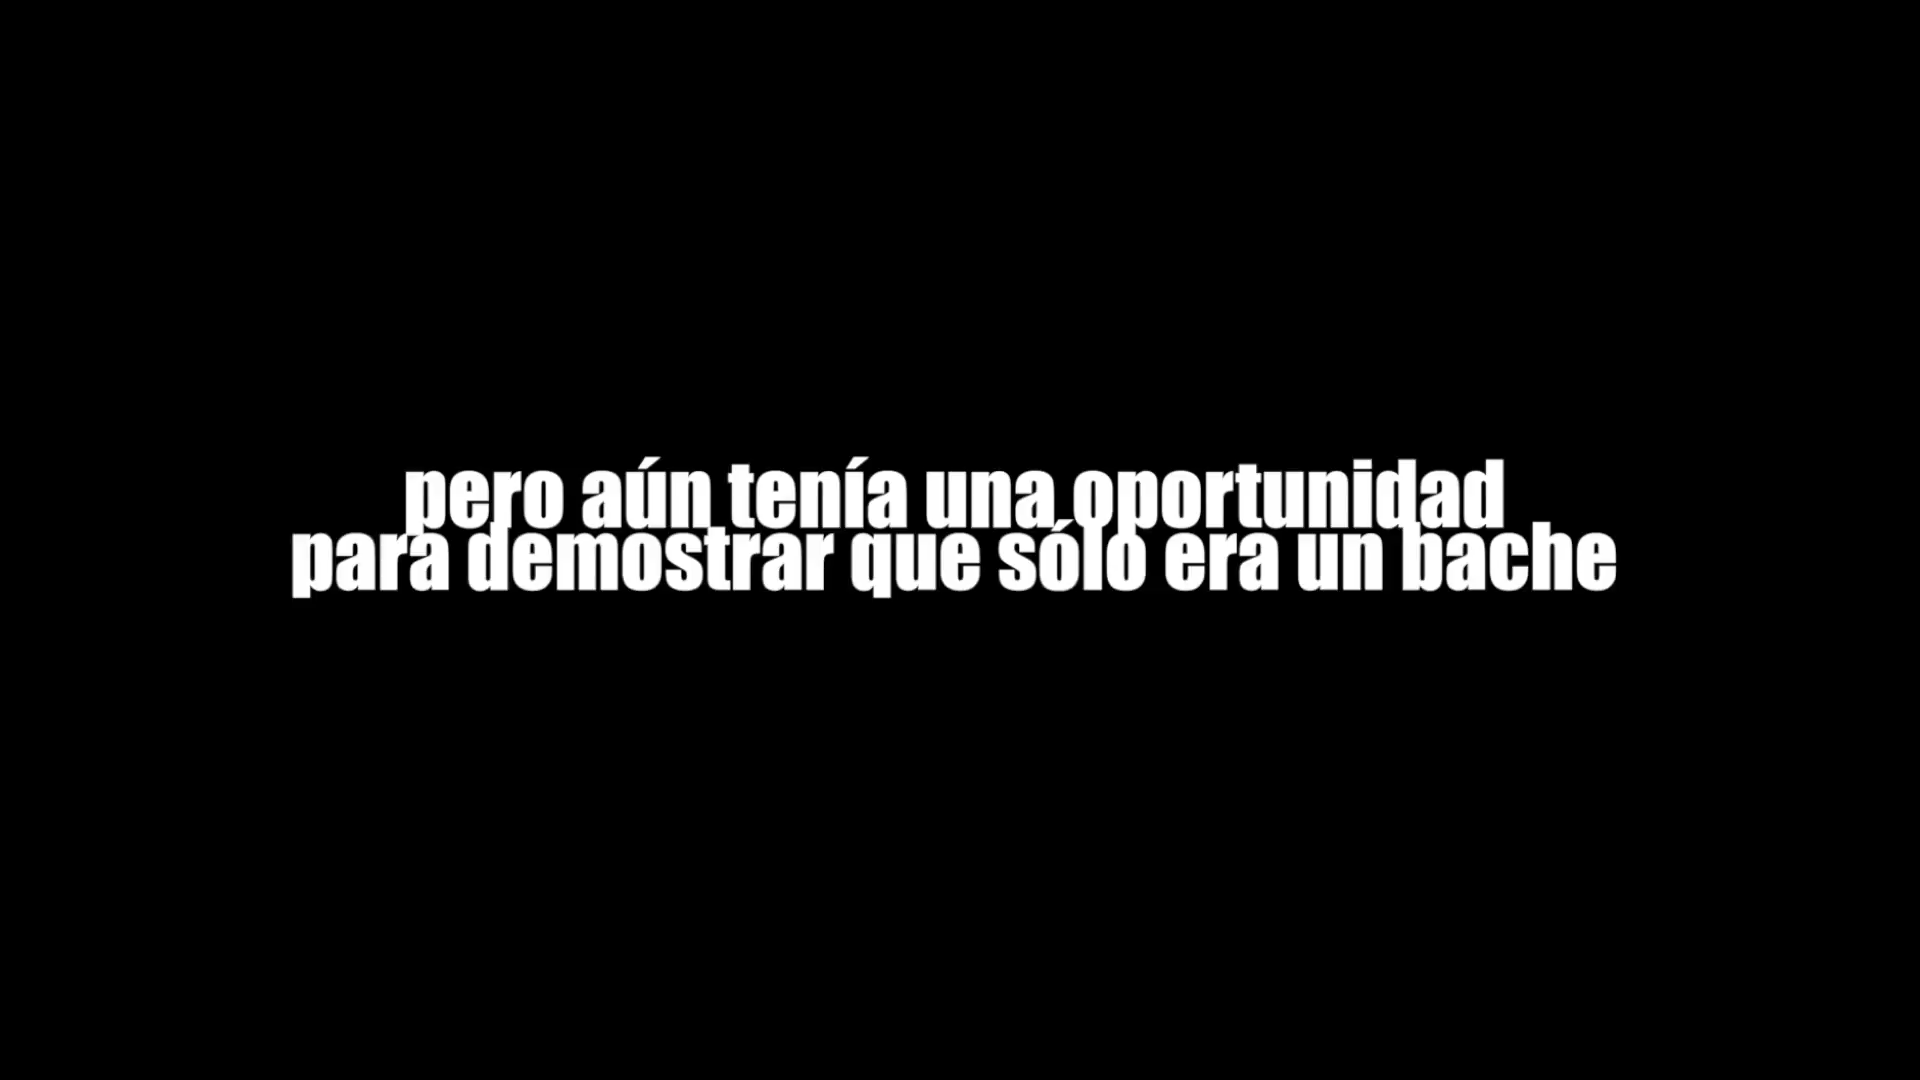 pero aún tenía una oportunidad
para demostrar que sólo era un bache